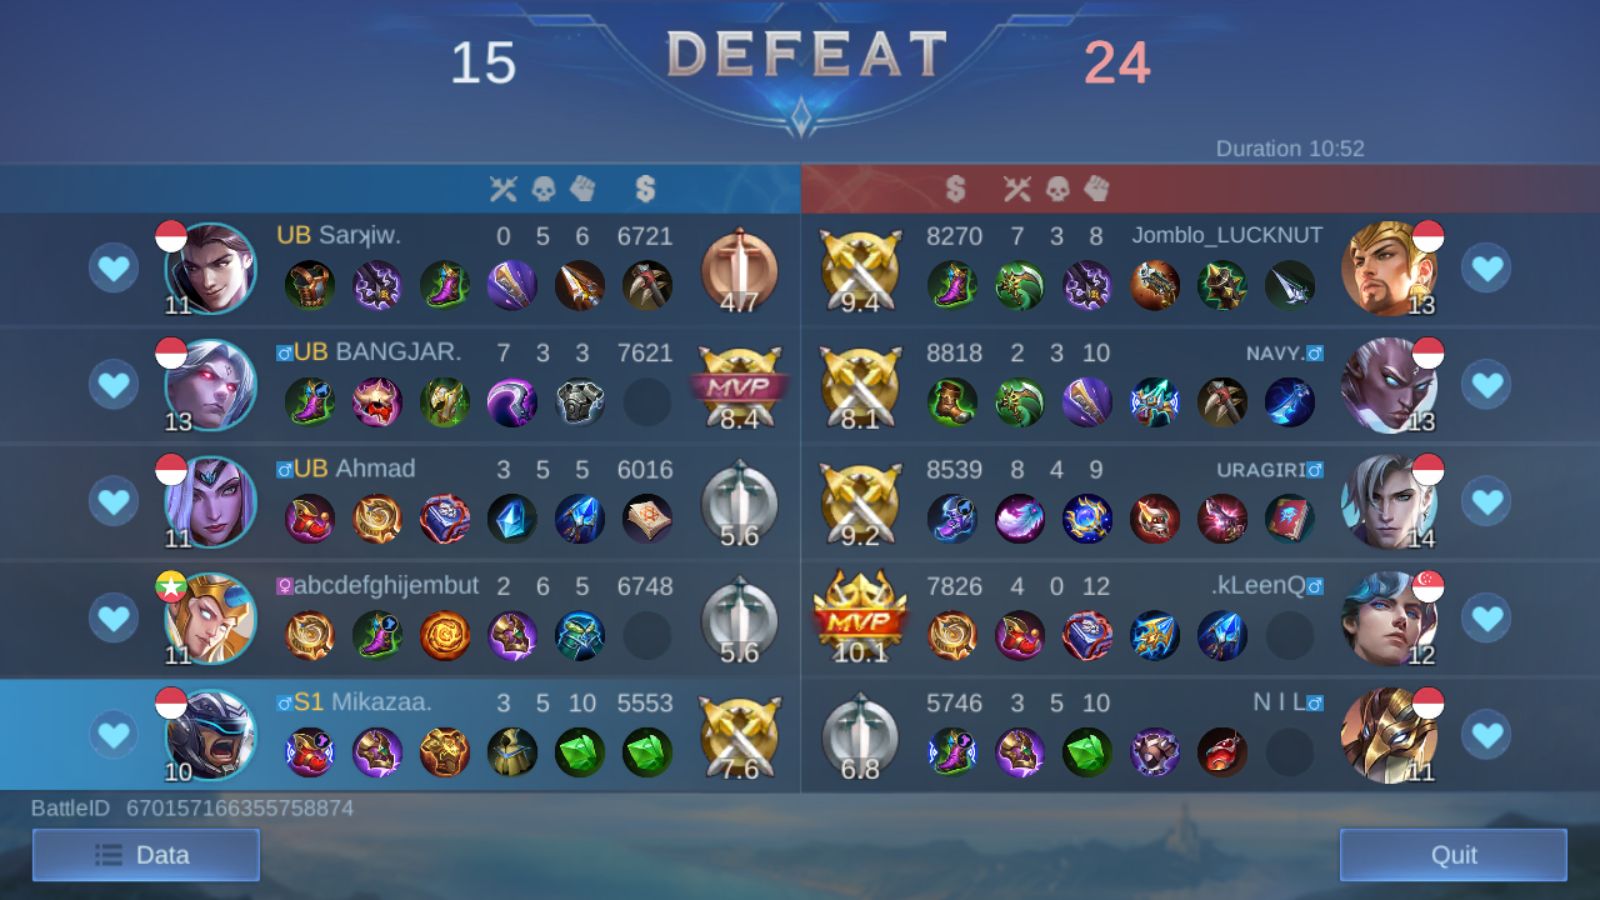 15 DEFEAT 24
Duration 10:52
UB Sarʞiw. 0 5 6 6721
11 4.7
8270 7 3 8 Jomblo_LUCKNUT
9.4 13
UB BANGJAR. 7 3 3 7621
13 MVP 8.4
8818 2 3 10 NAVY.
8.1 13
UB Ahmad 3 5 5 6016
11 5.6
8539 8 4 9 URAGIRI
9.2 14
abcdefghijembut 2 6 5 6748
11 5.6
7826 4 0 12 .kLeenQ
MVP 10.1 12
S1 Mikazaa. 3 5 10 5553
10 7.6
5746 3 5 10 N I L
6.8 11
BattleID 670157166355758874
Data Quit